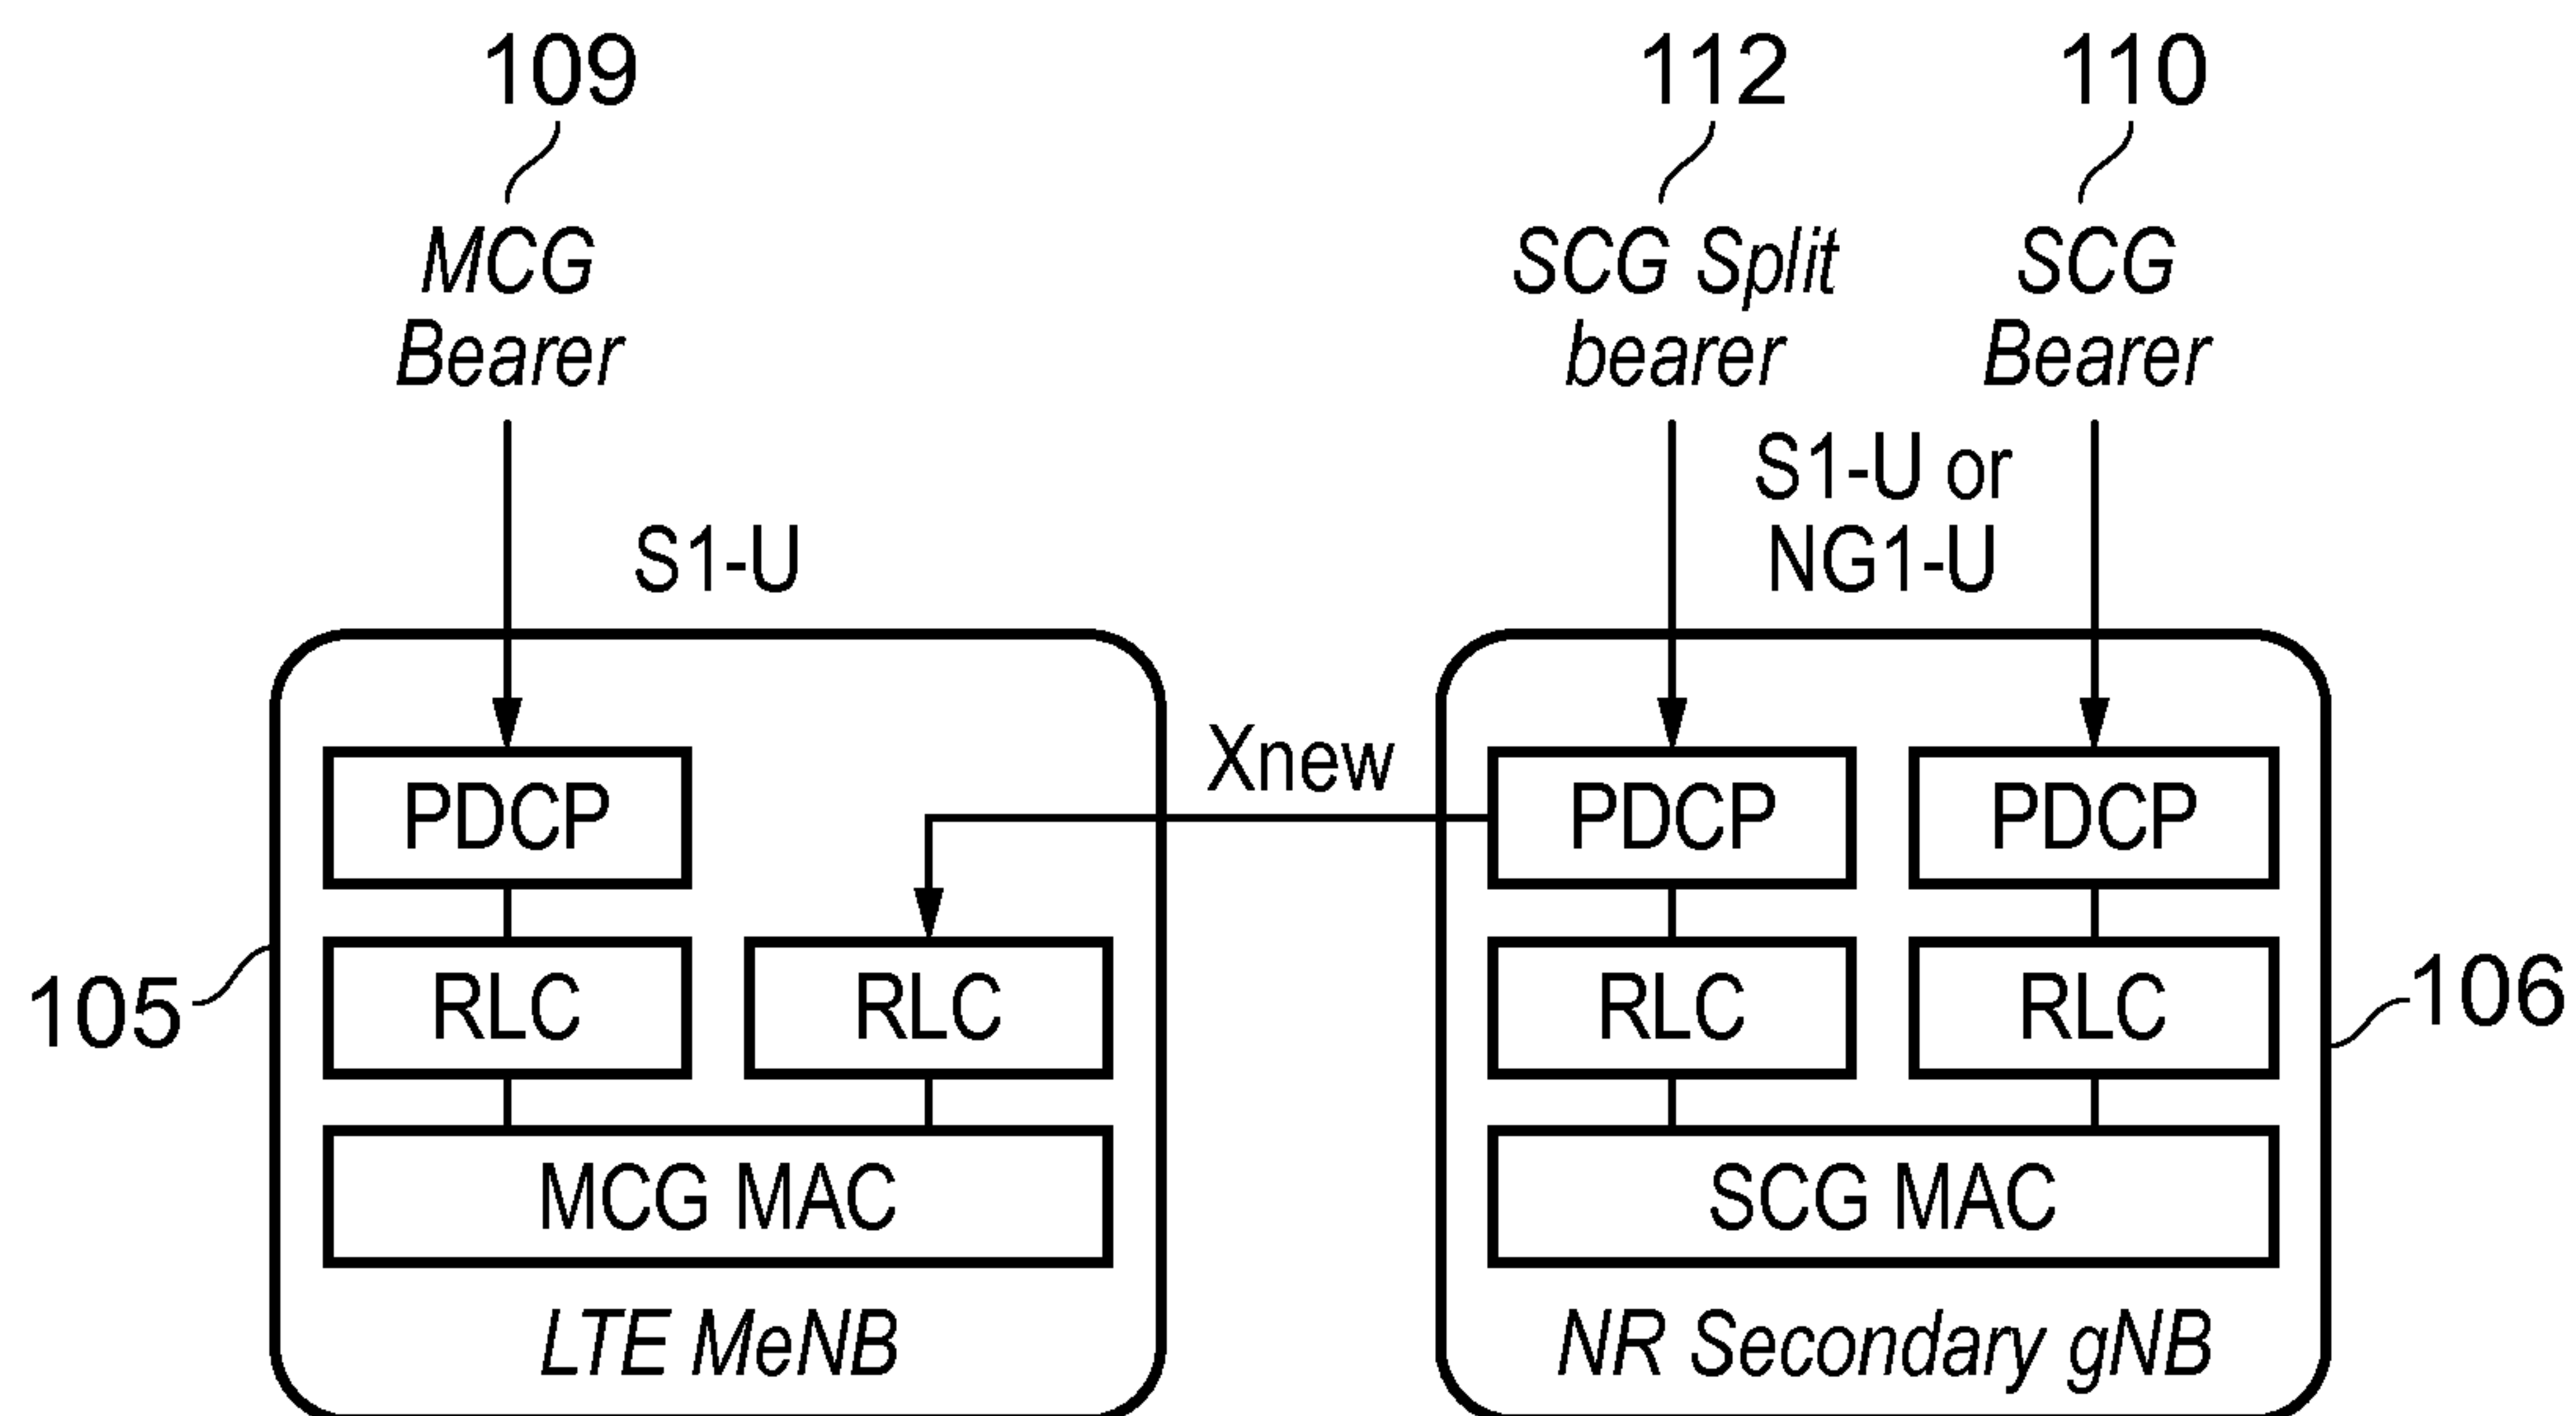 109
112
110
MCG
Bearer
SCG Split
bearer
SCG
Bearer
S1-U
S1-U or
NG1-U
Xnew
PDCP
PDCP
PDCP
RLC
RLC
RLC
RLC
105
106
MCG MAC
SCG MAC
LTE MeNB
NR Secondary gNB